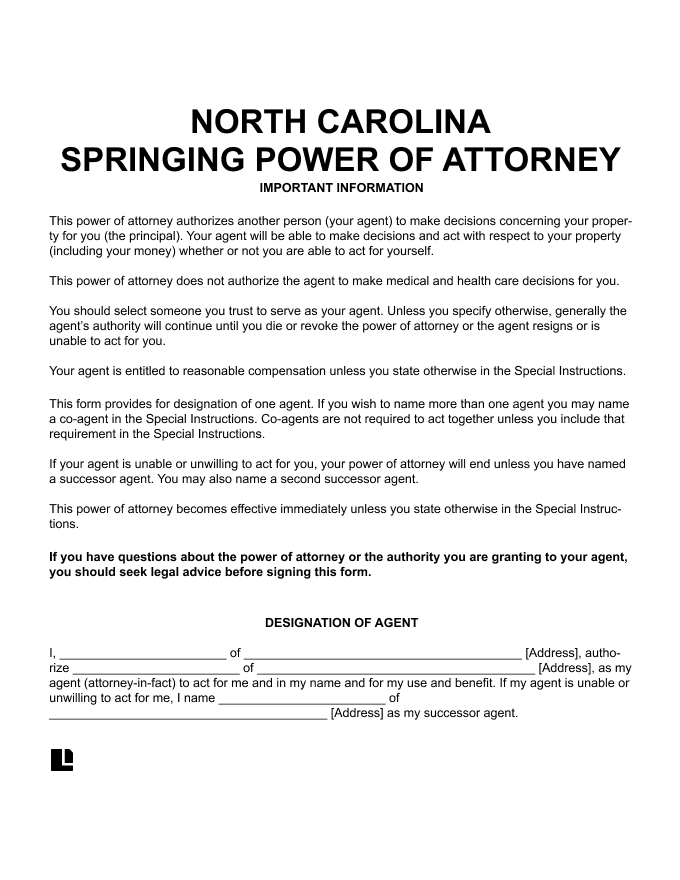 NORTH CAROLINA
SPRINGING POWER OF ATTORNEY
IMPORTANT INFORMATION
This power of attorney authorizes another person (your agent) to make decisions concerning your proper-
ty for you (the principal). Your agent will be able to make decisions and act with respect to your property
(including your money) whether or not you are able to act for yourself.
This power of attorney does not authorize the agent to make medical and health care decisions for you.
You should select someone you trust to serve as your agent. Unless you specify otherwise, generally the
agent's authority will continue until you die or revoke the power of attorney or the agent resigns or is
unable to act for you.
Your agent is entitled to reasonable compensation unless you state otherwise in the Special Instructions.
This form provides for designation of one agent. If you wish to name more than one agent you may name
a co-agent in the Special Instructions. Co-agents are not required to act together unless you include that
requirement in the Special Instructions.
If your agent is unable or unwilling to act for you, your power of attorney will end unless you have named
a successor agent. You may also name a second successor agent.
This power of attorney becomes effective immediately unless you state otherwise in the Special Instruc-
tions.
If you have questions about the power of attorney or the authority you are granting to your agent,
you should seek legal advice before signing this form.
DESIGNATION OF AGENT
I, ________________________ of ________________________________________ [Address], autho-
rize ________________________ of ________________________________________ [Address], as my
agent (attorney-in-fact) to act for me and in my name and for my use and benefit. If my agent is unable or
unwilling to act for me, I name ________________________ of
________________________________________ [Address] as my successor agent.